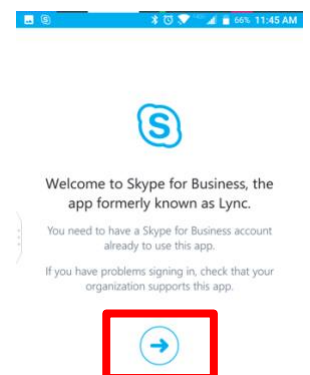 66% 11:45 AM
S
Welcome to Skype for Business, the
app formerly known as Lync.
You need to have a Skype for Business account
already to use this app.
If you have problems signing in, check that your
organization supports this app.